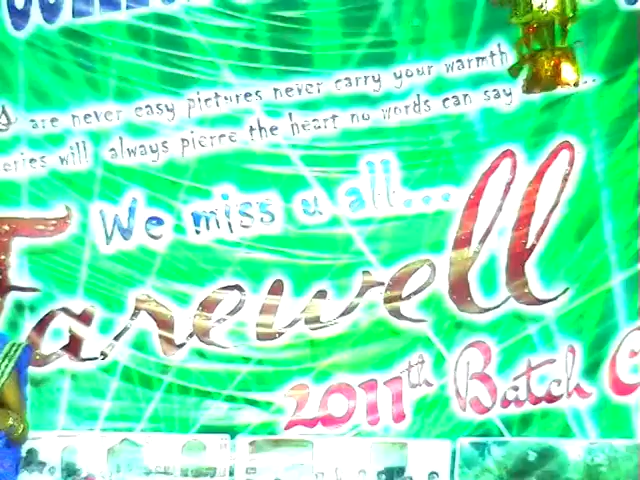 are never easy pictures never carry your warmth
will always pierce the heart no words can say
We miss u all...
Farewell
2011th Batch